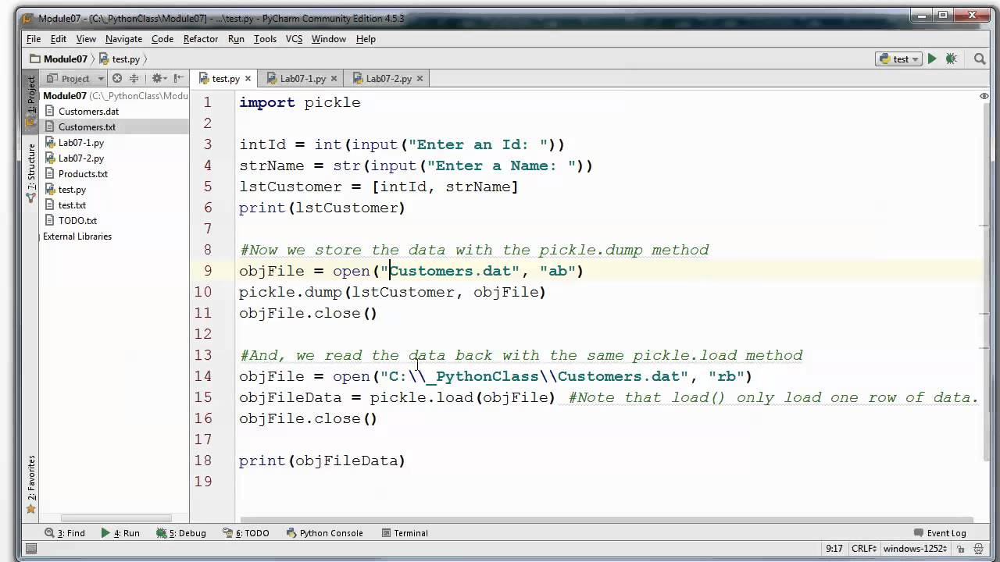 Module07 - [C:\_PythonClass\Module07] - ...\test.py - PyCharm Community Edition 4.5.3
File Edit View Navigate Code Refactor Run Tools VCS Window Help
Module07 test.py test
Project test.py Lab07-1.py Lab07-2.py
1: Project
7: Structure
2: Favorites
Module07 (C:\_PythonClass\Modu
Customers.dat
Customers.txt
Lab07-1.py
Lab07-2.py
Products.txt
test.py
test.txt
TODO.txt
External Libraries
1 import pickle
2
3 intId = int(input("Enter an Id: "))
4 strName = str(input("Enter a Name: "))
5 lstCustomer = [intId, strName]
6 print(lstCustomer)
7
8 #Now we store the data with the pickle.dump method
9 objFile = open("Customers.dat", "ab")
10 pickle.dump(lstCustomer, objFile)
11 objFile.close()
12
13 #And, we read the data back with the same pickle.load method
14 objFile = open("C:\\_PythonClass\\Customers.dat", "rb")
15 objFileData = pickle.load(objFile) #Note that load() only load one row of data.
16 objFile.close()
17
18 print(objFileData)
19
3: Find 4: Run 5: Debug 6: TODO Python Console Terminal Event Log
9:17 CRLF windows-1252